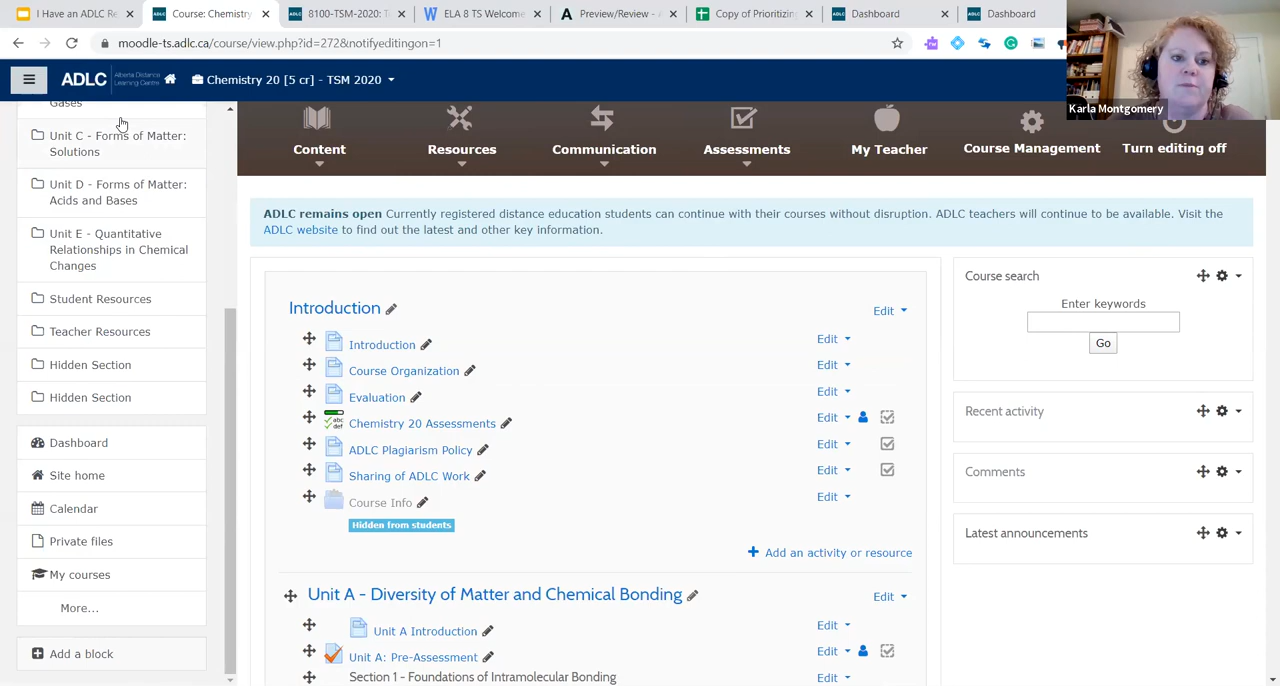 I Have an ADLC Re
Course: Chemistry
8100-TSM-2020: T
ELA 8 TS Welcome
Preview/Review - A
Copy of Prioritizin
Dashboard
Dashboard
moodle-ts.adlc.ca/course/view.php?id=272&notifyeditingon=1
ADLC
Alberta Distance
Learning Centre
Chemistry 20 [5 cr] - TSM 2020
Karla Montgomery
Gases
Unit C - Forms of Matter:
Solutions
Unit D - Forms of Matter:
Acids and Bases
Unit E - Quantitative
Relationships in Chemical
Changes
Student Resources
Teacher Resources
Hidden Section
Hidden Section
Dashboard
Site home
Calendar
Private files
My courses
More...
Add a block
Content
Resources
Communication
Assessments
My Teacher
Course Management
Turn editing off
ADLC remains open Currently registered distance education students can continue with their courses without disruption. ADLC teachers will continue to be available. Visit the
ADLC website to find out the latest and other key information.
Introduction
Edit
Introduction
Edit
Course Organization
Edit
Evaluation
Edit
Chemistry 20 Assessments
Edit
ADLC Plagiarism Policy
Edit
Sharing of ADLC Work
Edit
Course Info
Edit
Hidden from students
Add an activity or resource
Unit A - Diversity of Matter and Chemical Bonding
Edit
Unit A Introduction
Edit
Unit A: Pre-Assessment
Edit
Section 1 - Foundations of Intramolecular Bonding
Edit
Course search
Enter keywords
Go
Recent activity
Comments
Latest announcements